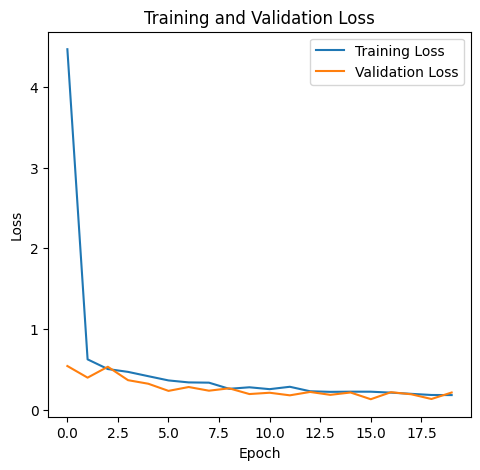 Training and Validation Loss
Training Loss
Validation Loss
Loss
4
3
2
1
0
0.0 2.5 5.0 7.5 10.0 12.5 15.0 17.5
Epoch